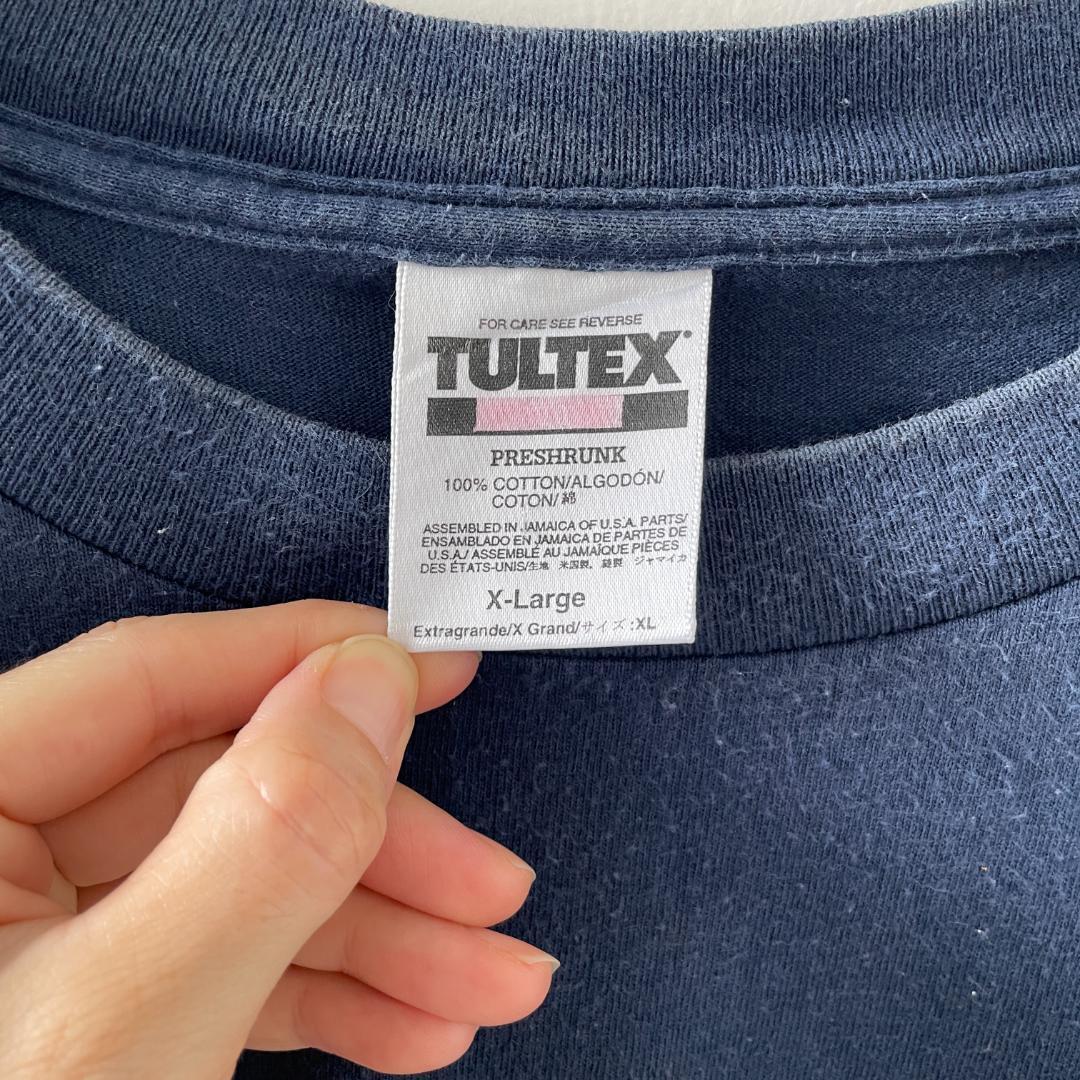 FOR CARE SEE REVERSE
TULTEX®
PRESHRUNK
100% COTTON/ALGODÓN/
COTON/綿
ASSEMBLED IN JAMAICA OF U.S.A. PARTS/
ENSAMBLADO EN JAMAICA DE PARTES DE
U.S.A./ ASSEMBLÉ AU JAMAÏQUE PIÈCES
DES ÉTATS-UNIS/生地 米国製。縫製 ジャマイカ
X-Large
Extragrande/X Grand/サイズ:XL